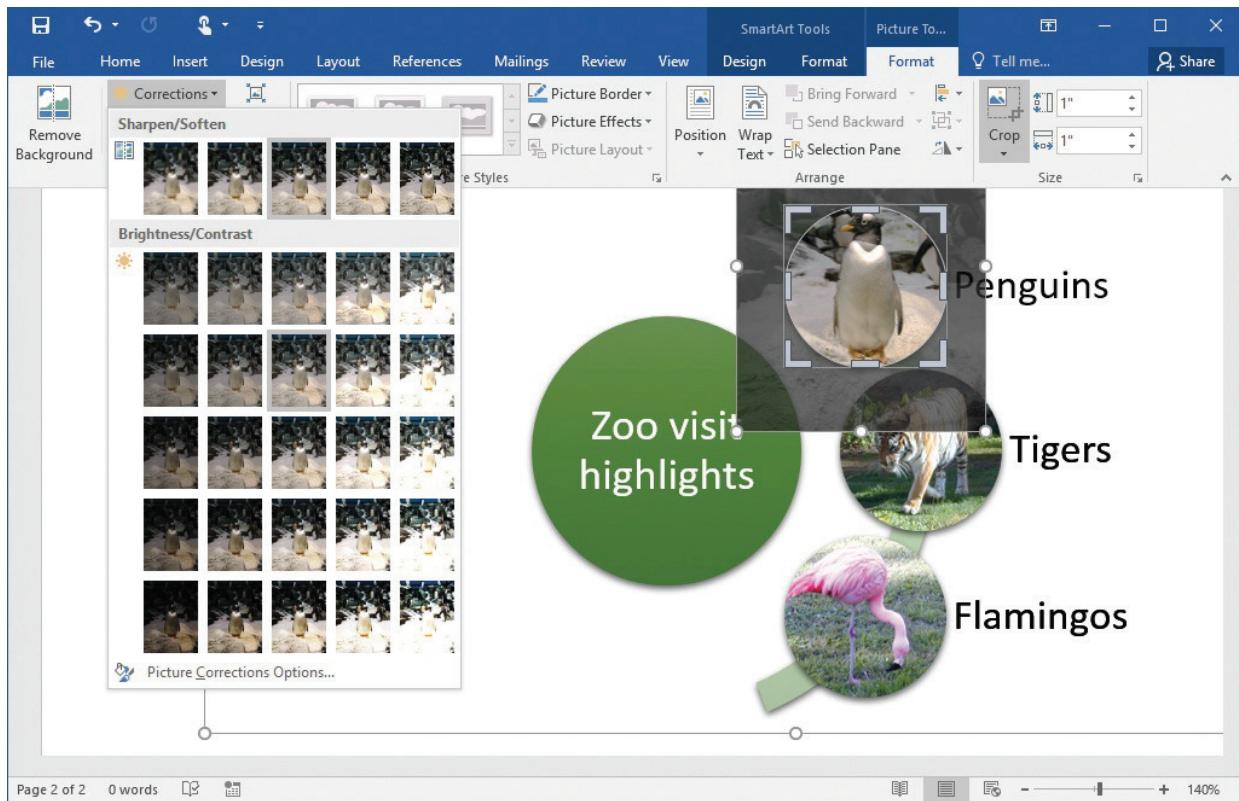 SmartArt Tools
Picture To...
File Home Insert Design Layout References Mailings Review View Design Format Format Tell me... Share
Corrections
Picture Border
Bring Forward
1"
Picture Effects
Send Backward
Remove
Background
Position
Wrap
Text
Crop
Picture Layout
Selection Pane
1"
Styles
Arrange
Size
Sharpen/Soften
Brightness/Contrast
Picture Corrections Options...
Penguins
Zoo visit
highlights
Tigers
Flamingos
Page 2 of 2 0 words 140%